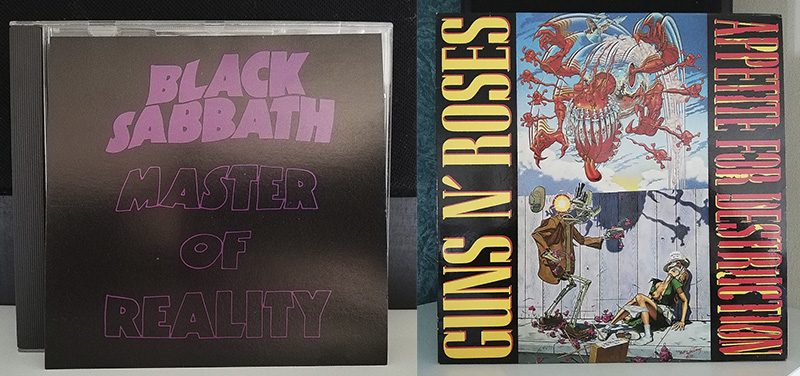 BLACK
SABBATH
MASTER
OF
REALITY
GUNS N' ROSES
APPETITE FOR DESTRUCTION